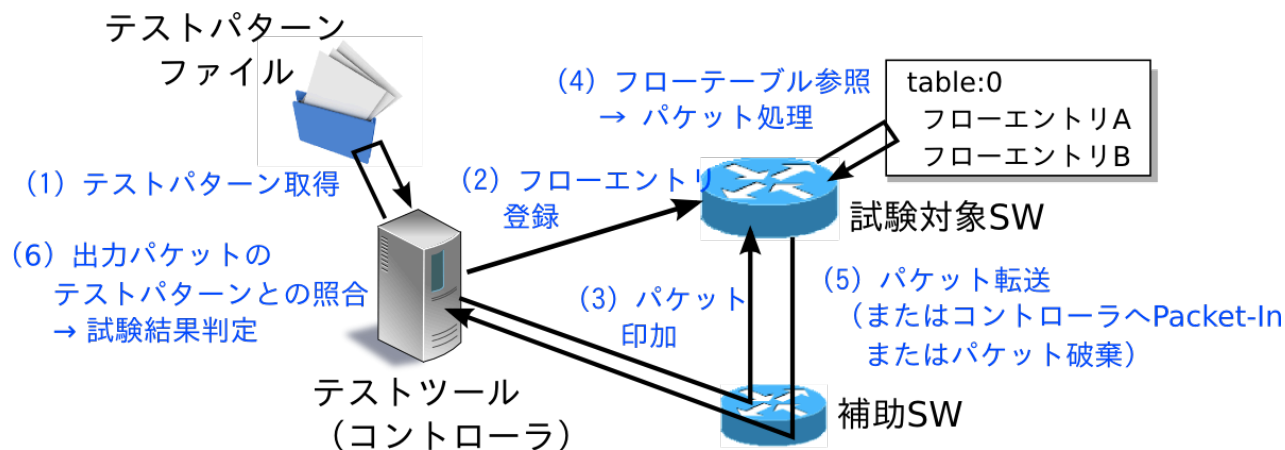 テストパターン
ファイル
(1) テストパターン取得
(2) フローエントリ
登録
(3) パケット
印加
(4) フローテーブル参照
→ パケット処理
table:0
フローエントリA
フローエントリB
試験対象SW
(5) パケット転送
(またはコントローラへPacket-In
またはパケット破棄)
(6) 出力パケットの
テストパターンとの照合
→ 試験結果判定
テストツール
(コントローラ)
補助SW